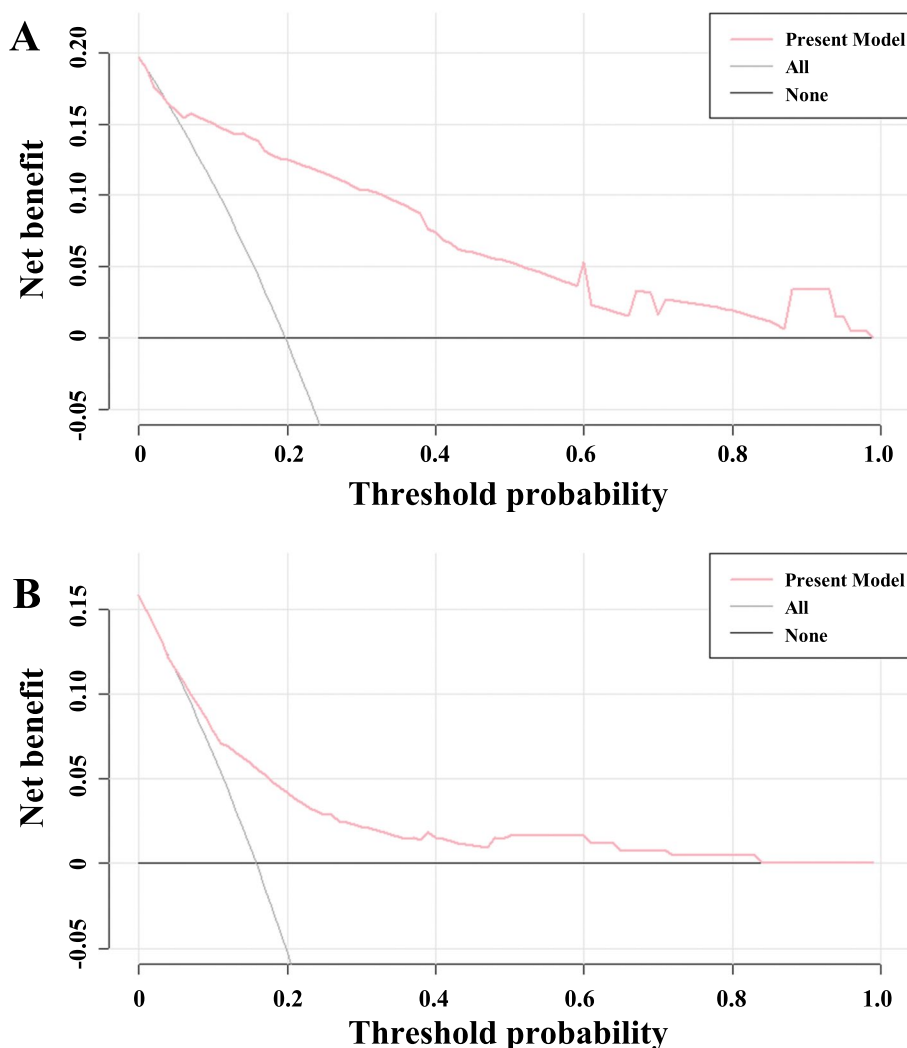 A
Present Model
All
None
0.20
0.15
0.10
0.05
0
-0.05
Net benefit
0 0.2 0.4 0.6 0.8 1.0
Threshold probability
B
Present Model
All
None
0.15
0.10
0.05
0
-0.05
Net benefit
0 0.2 0.4 0.6 0.8 1.0
Threshold probability